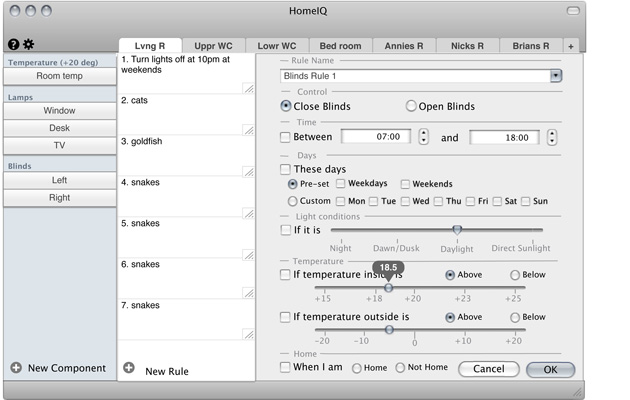 HomeIQ
Lvng R Uppr WC Lowr WC Bed room Annies R Nicks R Brians R +
Temperature (+20 deg)
Room temp
Lamps
Window
Desk
TV
Blinds
Left
Right
New Component
1. Turn lights off at 10pm at
weekends
2. cats
3. goldfish
4. snakes
5. snakes
6. snakes
7. snakes
New Rule
Rule Name
Blinds Rule 1
Control
Close Blinds Open Blinds
Time
Between 07:00 and 18:00
Days
These days
Pre-set Weekdays Weekends
Custom Mon Tue Wed Thu Fri Sat Sun
Light conditions
If it is
Night Dawn/Dusk Daylight Direct Sunlight
Temperature
18.5
If temperature inside is Above Below
+15 +18 +20 +23 +25
If temperature outside is Above Below
-20 -10 0 +10 +20
Home
When I am Home Not Home
Cancel OK